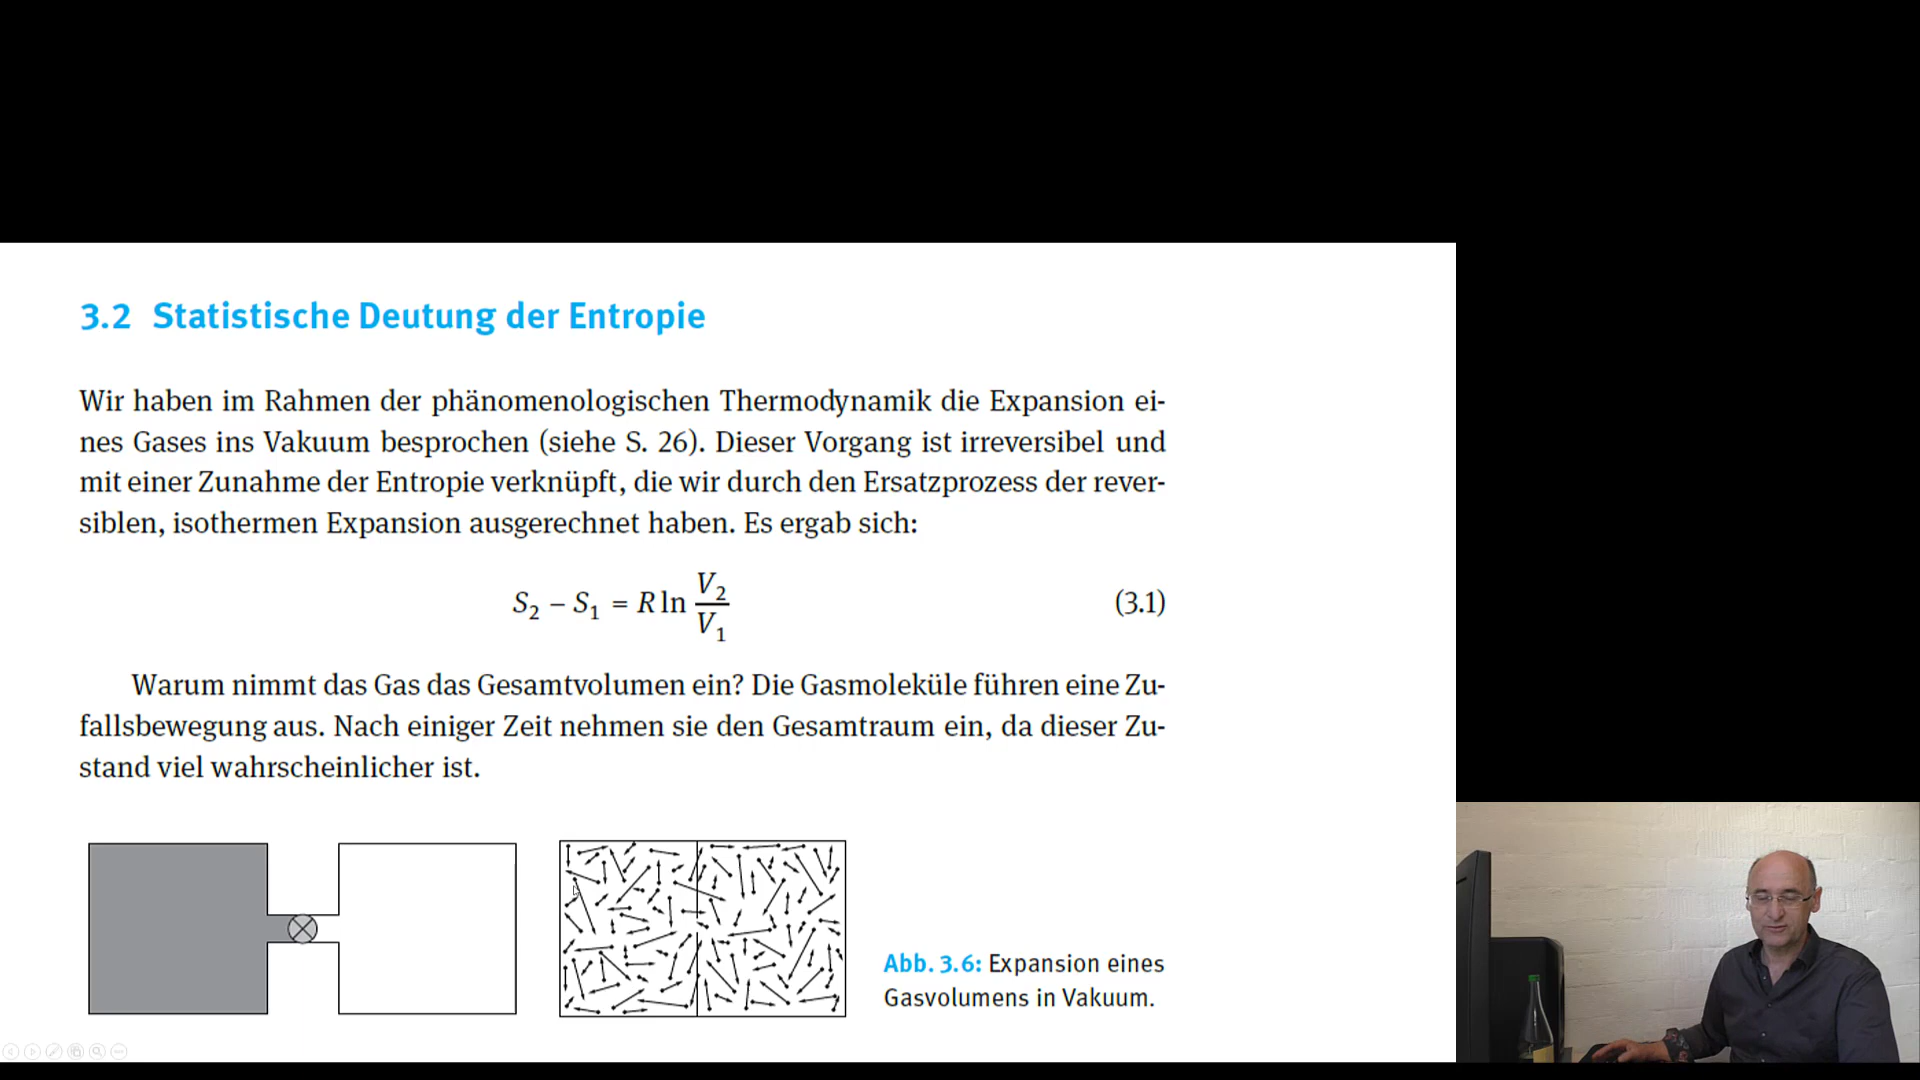 3.2 Statistische Deutung der Entropie
Wir haben im Rahmen der phänomenologischen Thermodynamik die Expansion ei-
nes Gases ins Vakuum besprochen (siehe S. 26). Dieser Vorgang ist irreversibel und
mit einer Zunahme der Entropie verknüpft, die wir durch den Ersatzprozess der rever-
siblen, isothermen Expansion ausgerechnet haben. Es ergab sich:
S₂ – S₁ = R ln V₂/V₁ (3.1)
Warum nimmt das Gas das Gesamtvolumen ein? Die Gasmoleküle führen eine Zu-
fallsbewegung aus. Nach einiger Zeit nehmen sie den Gesamtraum ein, da dieser Zu-
stand viel wahrscheinlicher ist.
Abb. 3.6: Expansion eines
Gasvolumens in Vakuum.